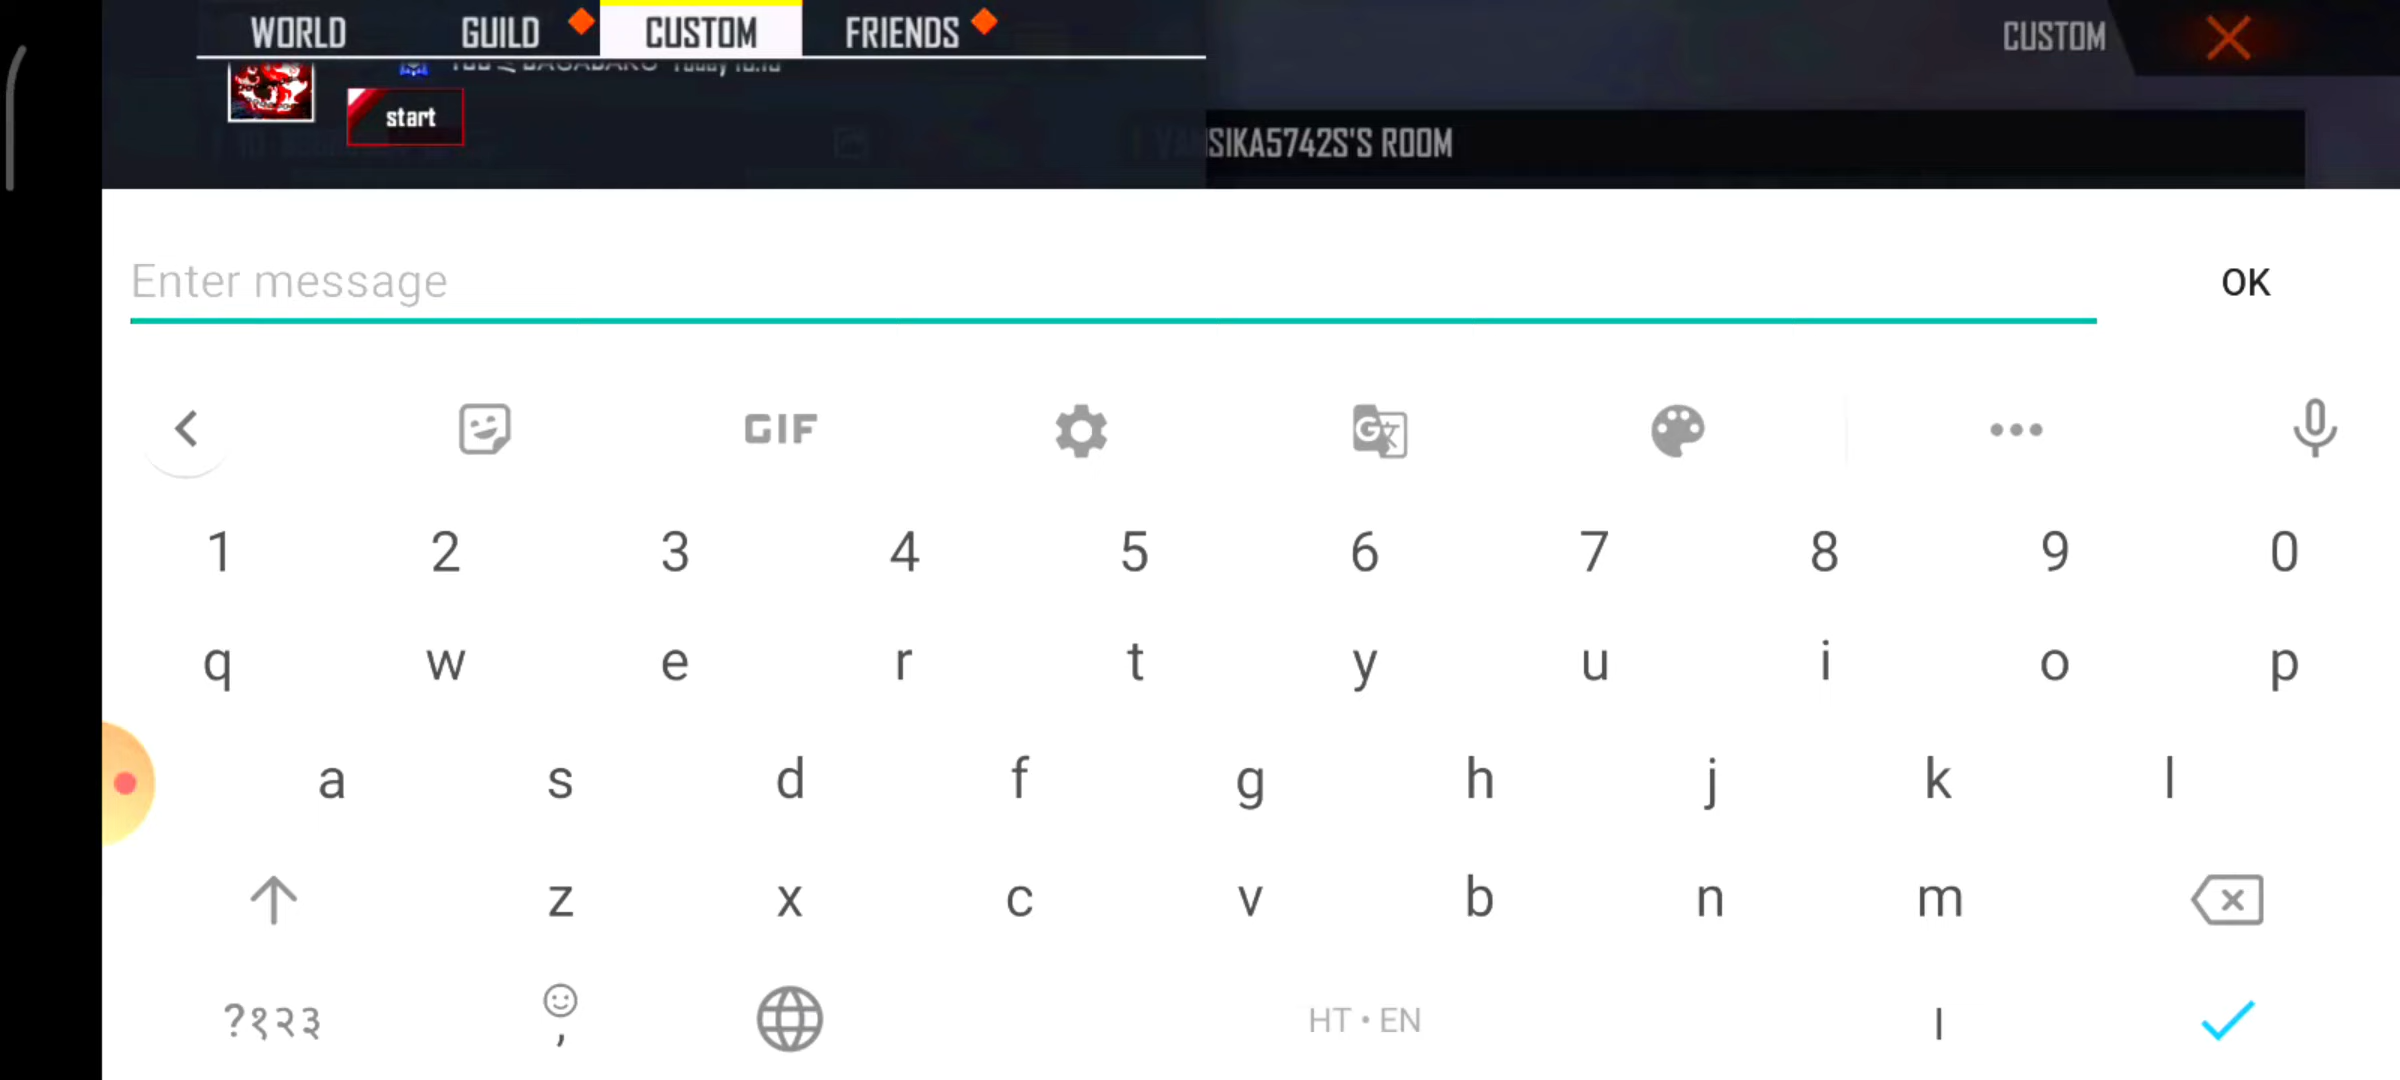 WORLD GUILD CUSTOM FRIENDS CUSTOM
start
SIKA5742S'S ROOM
Enter message OK
GIF
1 2 3 4 5 6 7 8 9 0
q w e r t y u i o p
a s d f g h j k l
z x c v b n m
?१२३ , HT • EN ।